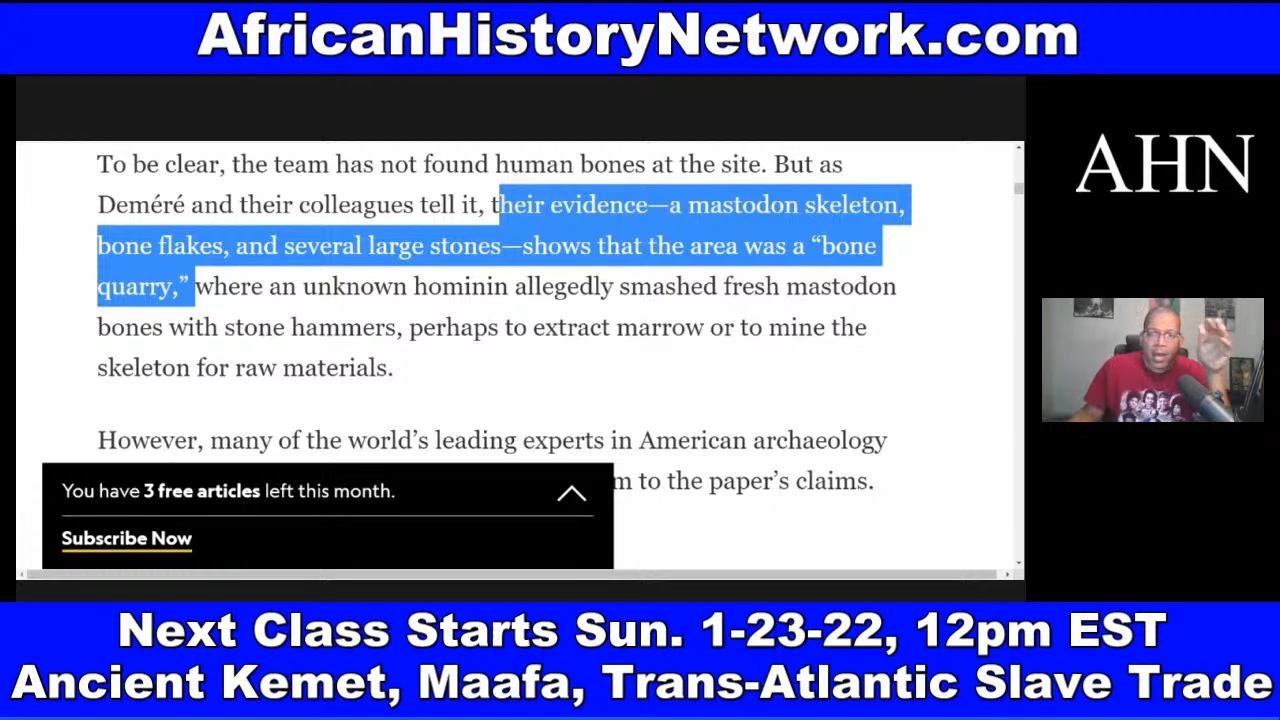 AfricanHistoryNetwork.com
To be clear, the team has not found human bones at the site. But as
Deméré and their colleagues tell it, their evidence—a mastodon skeleton,
bone flakes, and several large stones—shows that the area was a “bone
quarry,” where an unknown hominin allegedly smashed fresh mastodon
bones with stone hammers, perhaps to extract marrow or to mine the
skeleton for raw materials.
However, many of the world’s leading experts in American archaeology
m to the paper’s claims.
You have 3 free articles left this month.
Subscribe Now
AHN
Next Class Starts Sun. 1-23-22, 12pm EST
Ancient Kemet, Maafa, Trans-Atlantic Slave Trade